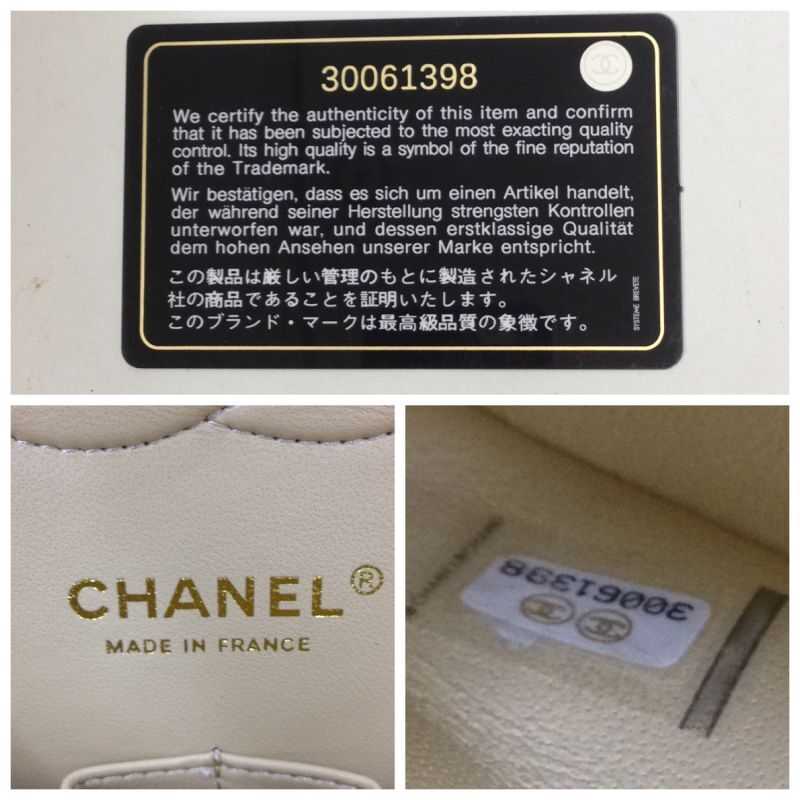 30061398
We certify the authenticity of this item and confirm
that it has been subjected to the most exacting quality
control. Its high quality is a symbol of the fine reputation
of the Trademark.
Wir bestätigen, dass es sich um einen Artikel handelt,
der während seiner Herstellung strengsten Kontrollen
unterworfen war, und dessen erstklassige Qualität
dem hohen Ansehen unserer Marke entspricht.
この製品は厳しい管理のもとに製造されたシャネル
社の商品であることを証明いたします。
このブランド・マークは最高級品質の象徴です。
SYSTEME BREVETE
CHANEL®
MADE IN FRANCE
30061398